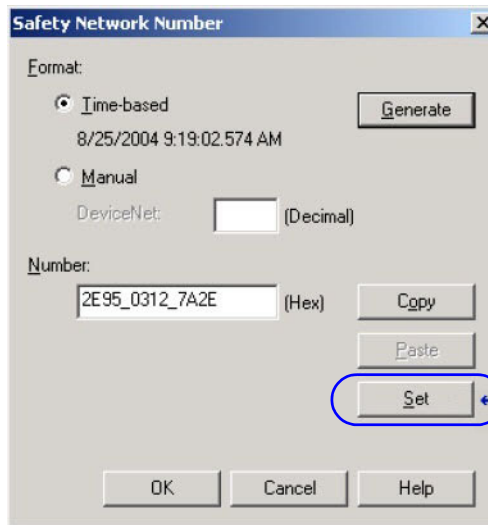 Safety Network Number
Format:
Time-based
Generate
8/25/2004 9:19:02.574 AM
Manual
DeviceNet:
(Decimal)
Number:
2E95_0312_7A2E
(Hex)
Copy
Paste
Set
OK
Cancel
Help